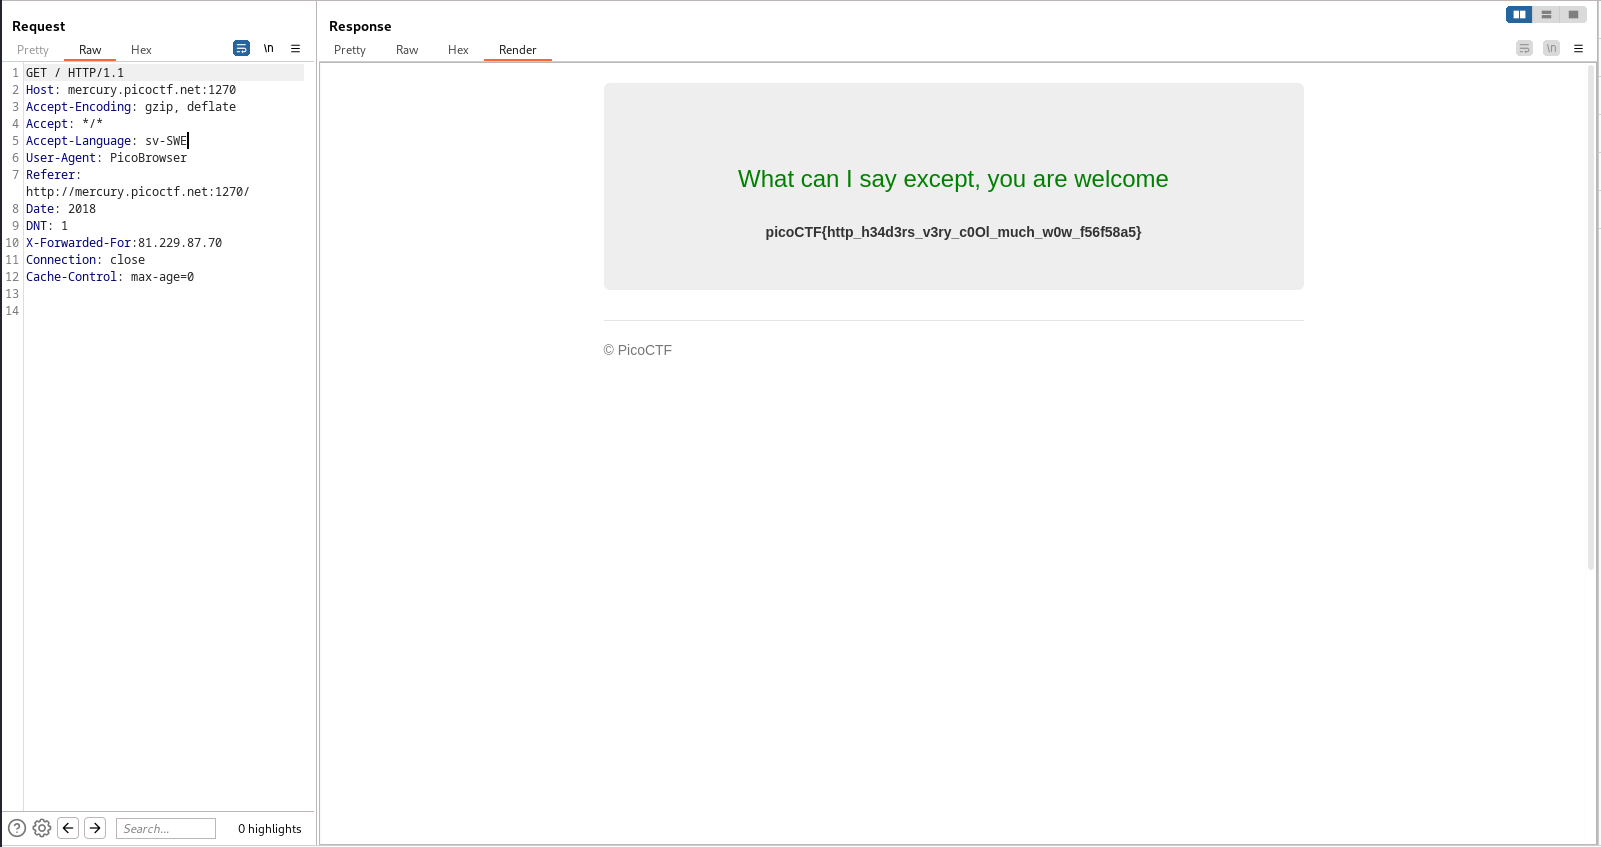 Request
Pretty Raw Hex \n
1 GET / HTTP/1.1
2 Host: mercury.picoctf.net:1270
3 Accept-Encoding: gzip, deflate
4 Accept: */*
5 Accept-Language: sv-SWE
6 User-Agent: PicoBrowser
7 Referer:
http://mercury.picoctf.net:1270/
8 Date: 2018
9 DNT: 1
10 X-Forwarded-For:81.229.87.70
11 Connection: close
12 Cache-Control: max-age=0
13
14
? Search... 0 highlights
Response
Pretty Raw Hex Render \n
What can I say except, you are welcome
picoCTF{http_h34d3rs_v3ry_c0Ol_much_w0w_f56f58a5}
© PicoCTF